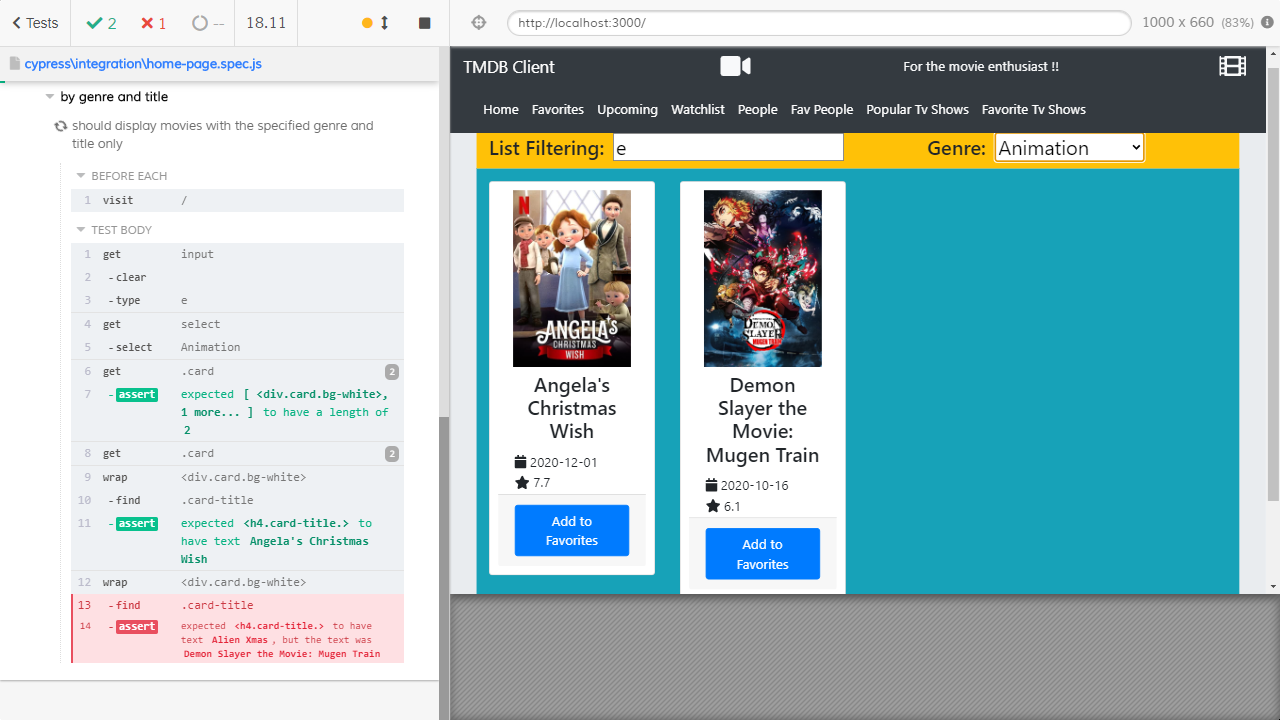 Tests
2
1
--
18.11
http://localhost:3000/
1000 x 660 (83%)
cypress\integration\home-page.spec.js
by genre and title
should display movies with the specified genre and
title only
BEFORE EACH
1 visit /
TEST BODY
1 get input
2 -clear
3 -type e
4 get select
5 -select Animation
6 get .card 2
7 -assert expected [ <div.card.bg-white>,
1 more... ] to have a length of
2
8 get .card 2
9 wrap <div.card.bg-white>
10 -find .card-title
11 -assert expected <h4.card-title.> to
have text Angela's Christmas
Wish
12 wrap <div.card.bg-white>
13 -find .card-title
14 -assert expected <h4.card-title.> to have
text Alien Xmas, but the text was
Demon Slayer the Movie: Mugen Train
TMDB Client
For the movie enthusiast !!
Home Favorites Upcoming Watchlist People Fav People Popular Tv Shows Favorite Tv Shows
List Filtering: e
Genre: Animation
N
ANGELA'S
CHRISTMAS
WISH
Angela's
Christmas
Wish
2020-12-01
7.7
Add to
Favorites
DEMON
SLAYER
MUGEN TRAIN
Demon
Slayer the
Movie:
Mugen Train
2020-10-16
6.1
Add to
Favorites